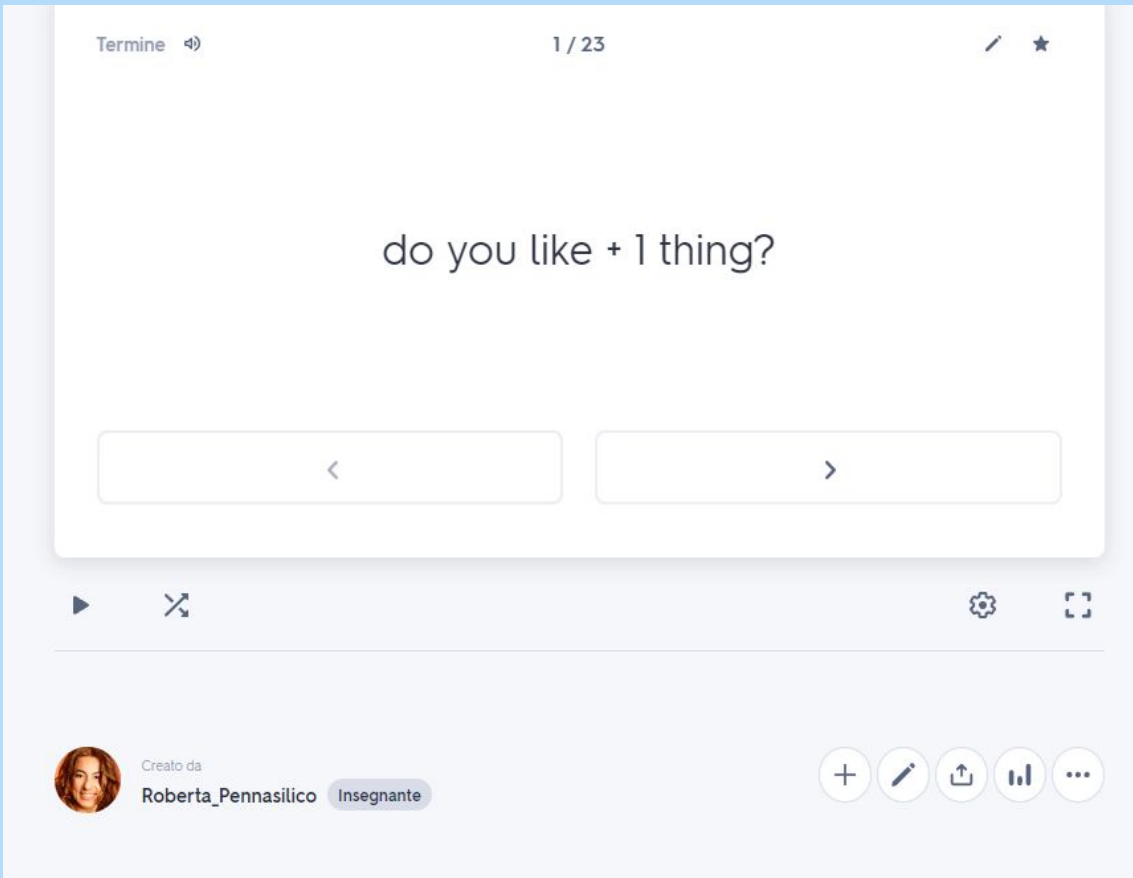 Termine 1 / 23
do you like + 1 thing?
Creato da
Roberta_Pennasilico Insegnante